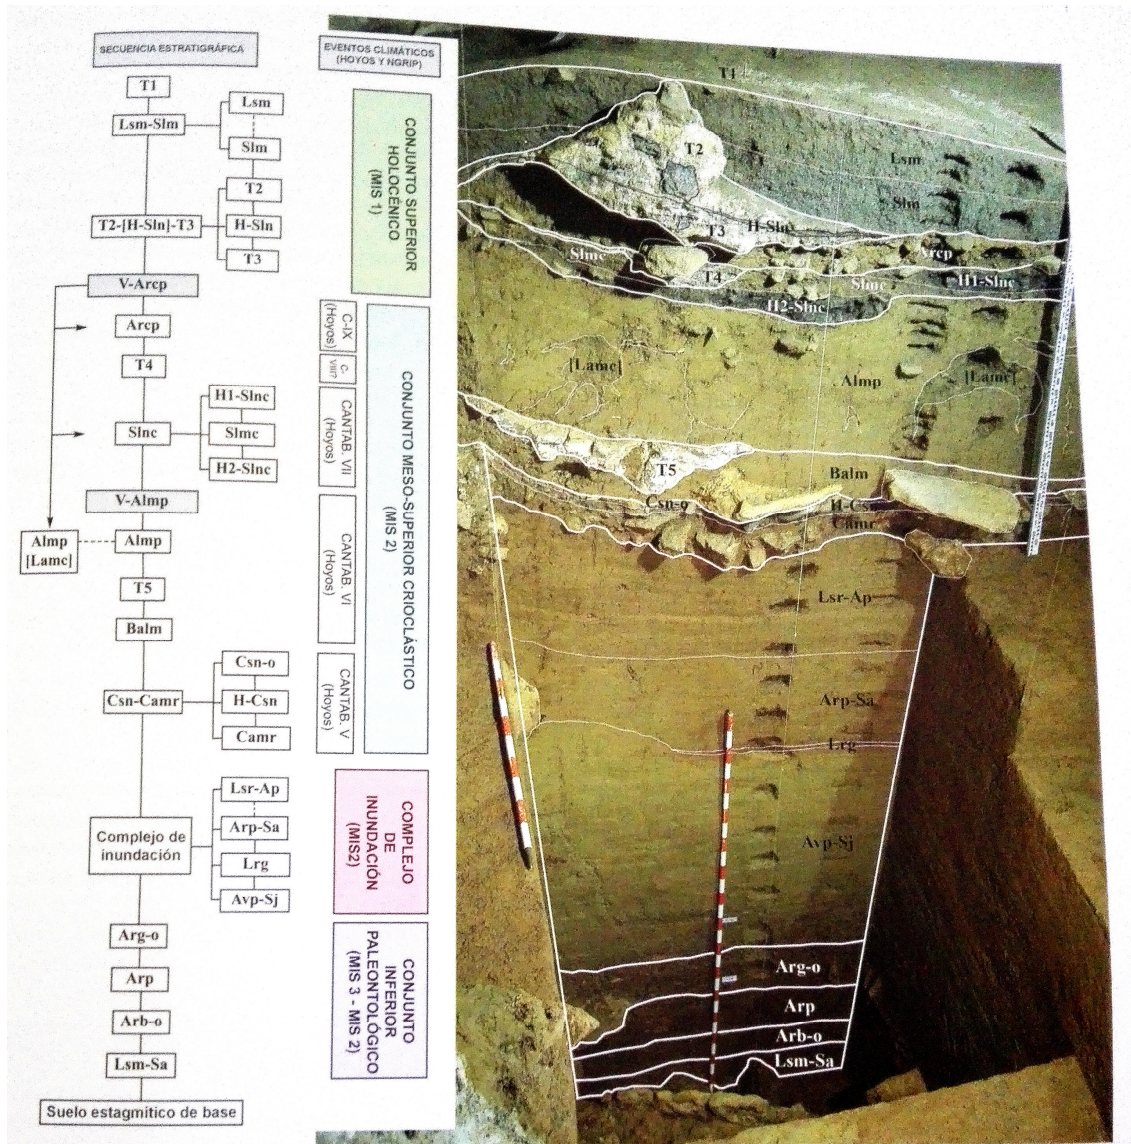 SECUENCIA ESTRATIGRÁFICA
T1
Lsm-Slm
Lsm
Slm
T2-[H-Sln]-T3
T2
H-Sln
T3
V-Arcp
Arcp
T4
Slnc
H1-Slnc
Slmc
H2-Slnc
V-Almp
Almp
[Lamc]
Almp
T5
Balm
Csn-Camr
Csn-o
H-Csn
Camr
Complejo de
inundación
Lsr-Ap
Arp-Sa
Lrg
Avp-Sj
Arg-o
Arp
Arb-o
Lsm-Sa
Suelo estagmítico de base
EVENTOS CLIMÁTICOS
(HOYOS Y NGRIP)
CONJUNTO SUPERIOR
HOLOCÉNICO
(MIS 1)
C-IX
(Hoyos)
C-
VIII?
CANTAB. VII
(Hoyos)
CANTAB. VI
(Hoyos)
CANTAB. V
(Hoyos)
CONJUNTO MESO-SUPERIOR CRIOCLÁSTICO
(MIS 2)
COMPLEJO
DE
INUNDACIÓN
(MIS2)
CONJUNTO
INFERIOR
PALEONTOLÓGICO
(MIS 3 - MIS 2)
T1
Lsm
T2
Slm
H-Sln
T3
Arcp
Slmc
T4
Slmc
H1-Slnc
H2-Slnc
[Lamc]
Almp
[Lamc]
T5
Balm
Csn-o
H-Csn
Camr
Lsr-Ap
Arp-Sa
Lrg
Avp-Sj
Arg-o
Arp
Arb-o
Lsm-Sa